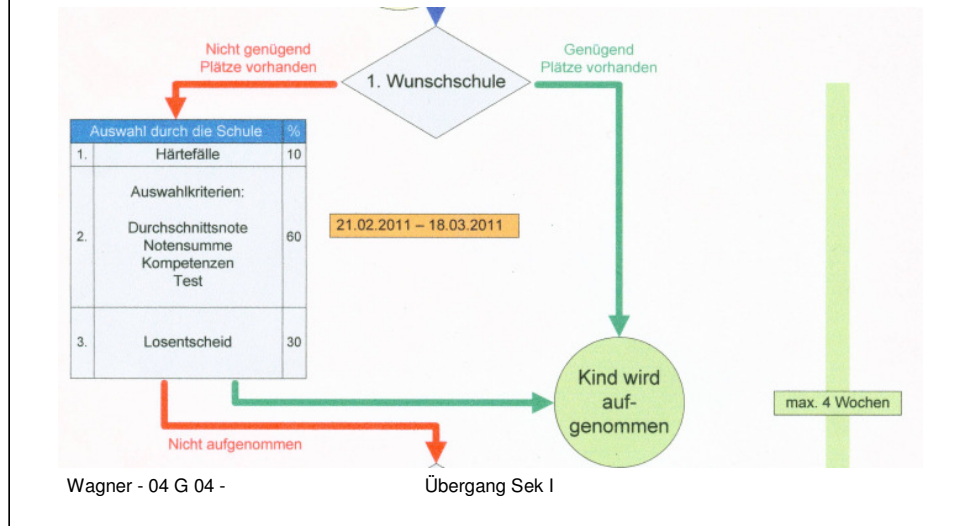 Nicht genügend
Plätze vorhanden
Genügend
Plätze vorhanden
1. Wunschschule
Auswahl durch die Schule %
1. Härtefälle 10
Auswahlkriterien:
2. Durchschnittsnote 60
Notensumme
Kompetenzen
Test
21.02.2011 – 18.03.2011
3. Losentscheid 30
Kind wird
auf-
genommen
max. 4 Wochen
Nicht aufgenommen
Wagner - 04 G 04 -
Übergang Sek I